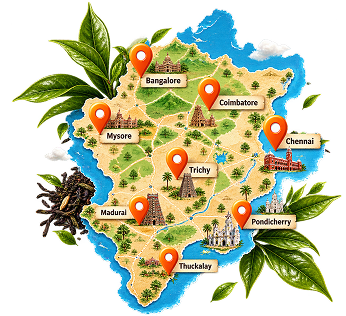 Bangalore
Coimbatore
Mysore
Chennai
Trichy
Madurai
Pondicherry
Thuckalay